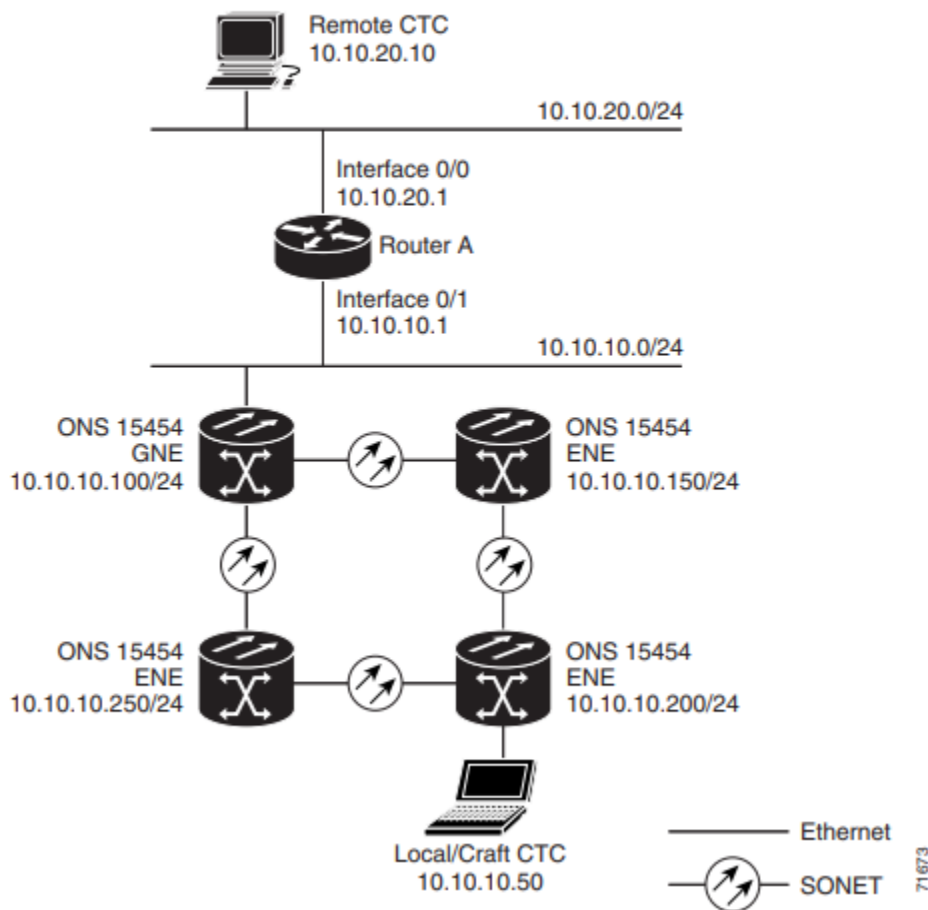 Remote CTC
10.10.20.10
10.10.20.0/24
Interface 0/0
10.10.20.1
Router A
Interface 0/1
10.10.10.1
10.10.10.0/24
ONS 15454
GNE
10.10.10.100/24
ONS 15454
ENE
10.10.10.150/24
ONS 15454
ENE
10.10.10.250/24
ONS 15454
ENE
10.10.10.200/24
Local/Craft CTC
10.10.10.50
Ethernet
SONET
71673